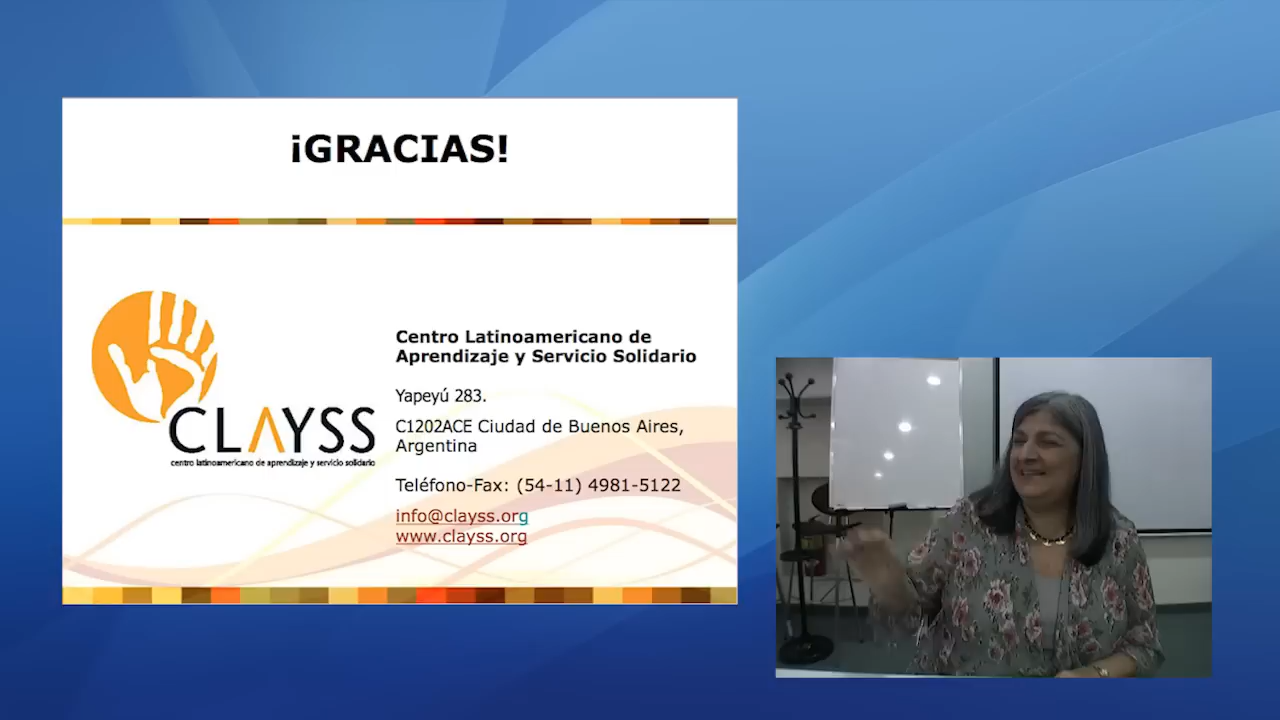 ¡GRACIAS!
CLAYSS
centro latinoamericano de aprendizaje y servicio solidario
Centro Latinoamericano de
Aprendizaje y Servicio Solidario
Yapeyú 283.
C1202ACE Ciudad de Buenos Aires,
Argentina
Teléfono-Fax: (54-11) 4981-5122
info@clayss.org
www.clayss.org